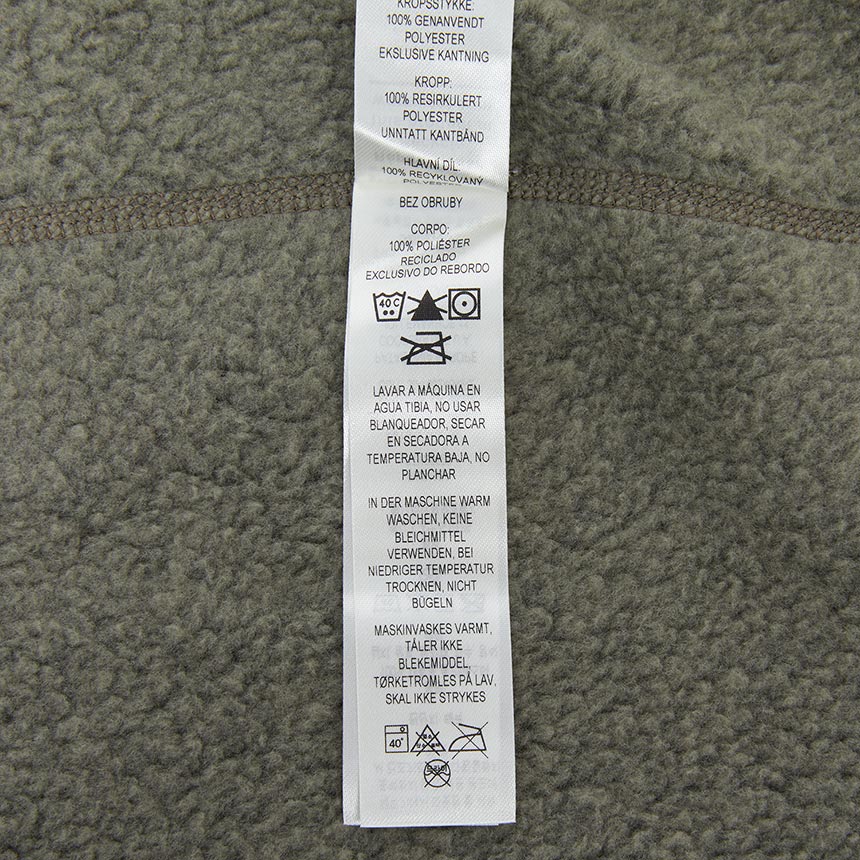 KROPSSTYKKE:
100% GENANVENDT
POLYESTER
EKSLUSIVE KANTNING
KROPP:
100% RESIRKULERT
POLYESTER
UNNTATT KANTBÅND
HLAVNÍ DÍL:
100% RECYKLOVANÝ
POLYESTER
BEZ OBRUBY
CORPO:
100% POLIÉSTER
RECICLADO
EXCLUSIVO DO REBORDO
40 C
LAVAR A MÁQUINA EN
AGUA TIBIA, NO USAR
BLANQUEADOR, SECAR
EN SECADORA A
TEMPERATURA BAJA, NO
PLANCHAR
IN DER MASCHINE WARM
WASCHEN, KEINE
BLEICHMITTEL
VERWENDEN, BEI
NIEDRIGER TEMPERATUR
TROCKNEN, NICHT
BÜGELN
MASKINVASKES VARMT,
TÅLER IKKE
BLEKEMIDDEL,
TØRKETROMLES PÅ LAV,
SKAL IKKE STRYKES
40°